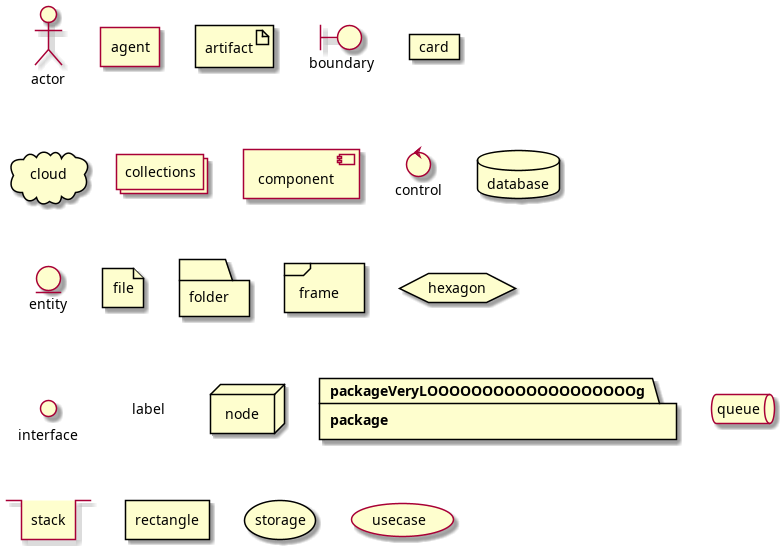 actor
agent
artifact
boundary
card
cloud
collections
component
control
database
entity
file
folder
frame
hexagon
interface
label
node
packageVeryLOOOOOOOOOOOOOOOOOOOg
package
queue
stack
rectangle
storage
usecase